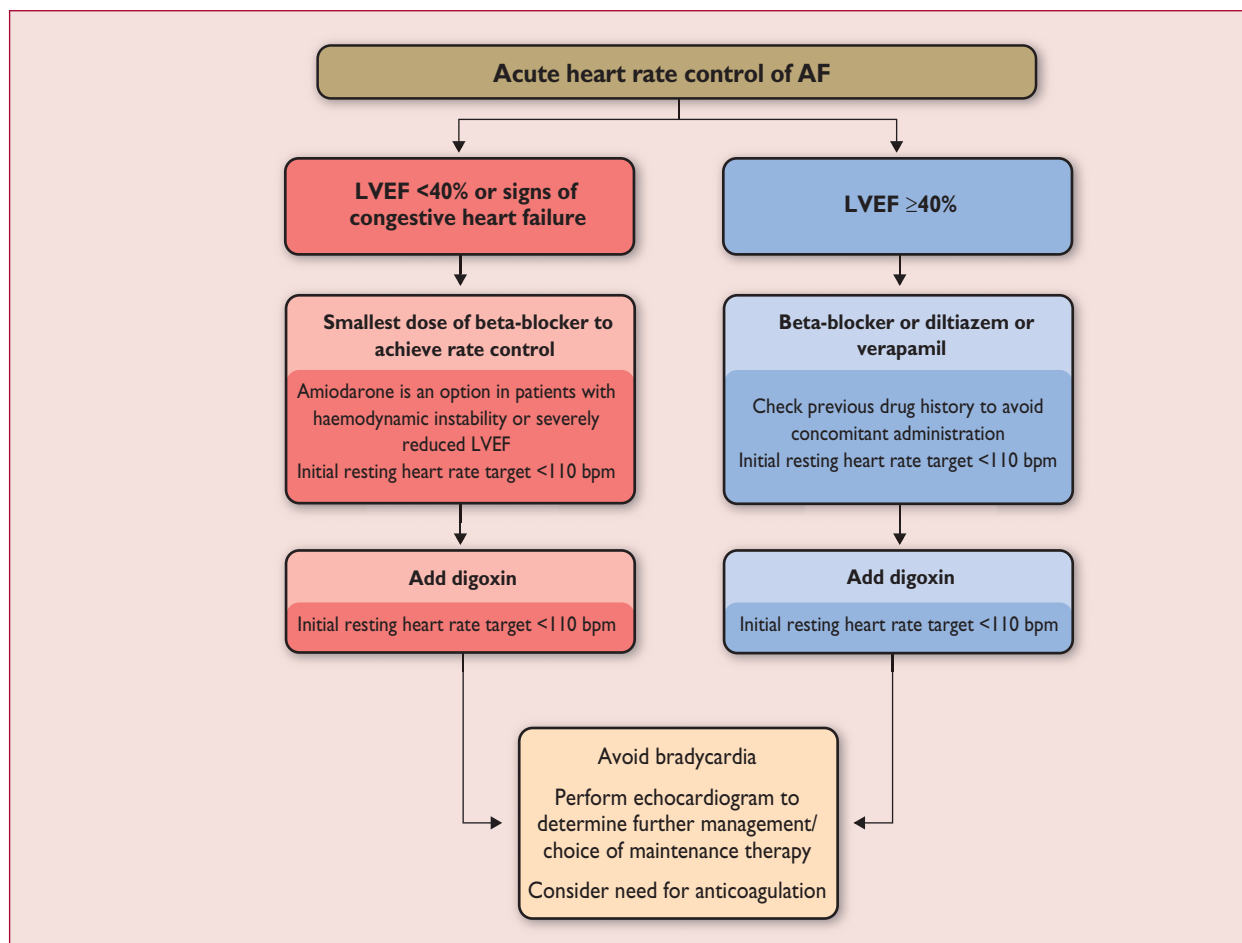 Acute heart rate control of AF
LVEF <40% or signs of
congestive heart failure
LVEF ≥40%
Smallest dose of beta-blocker to
achieve rate control
Amiodarone is an option in patients with
haemodynamic instability or severely
reduced LVEF
Initial resting heart rate target <110 bpm
Beta-blocker or diltiazem or
verapamil
Check previous drug history to avoid
concomitant administration
Initial resting heart rate target <110 bpm
Add digoxin
Initial resting heart rate target <110 bpm
Add digoxin
Initial resting heart rate target <110 bpm
Avoid bradycardia
Perform echocardiogram to
determine further management/
choice of maintenance therapy
Consider need for anticoagulation